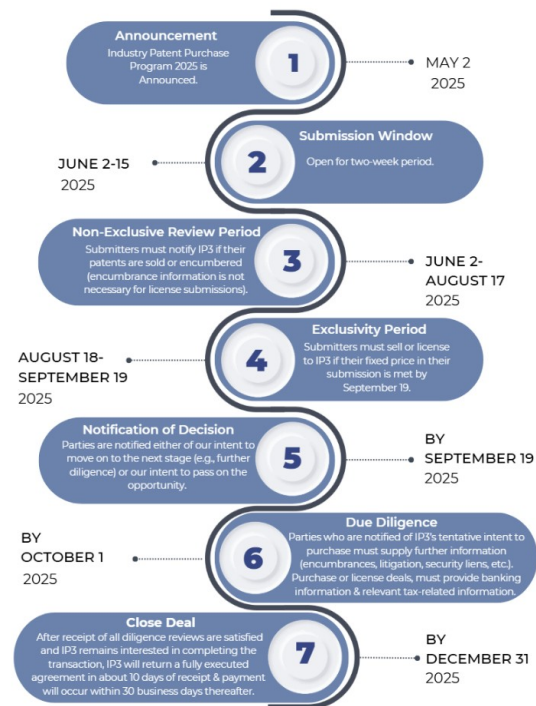 Announcement
Industry Patent Purchase
Program 2025 is
Announced.
1
MAY 2
2025
Submission Window
Open for two-week period.
2
JUNE 2-15
2025
Non-Exclusive Review Period
Submitters must notify IP3 if their
patents are sold or encumbered
(encumbrance information is not
necessary for license submissions).
3
JUNE 2-
AUGUST 17
2025
Exclusivity Period
Submitters must sell or license
to IP3 if their fixed price in their
submission is met by
September 19.
4
AUGUST 18-
SEPTEMBER 19
2025
Notification of Decision
Parties are notified either of our intent to
move on to the next stage (e.g., further
diligence) or our intent to pass on the
opportunity.
5
BY
SEPTEMBER 19
2025
Due Diligence
Parties who are notified of IP3's tentative intent to
purchase must supply further information
(encumbrances, litigation, security liens, etc.).
Purchase or license deals, must provide banking
information & relevant tax-related information.
6
BY
OCTOBER 1
2025
Close Deal
After receipt of all diligence reviews are satisfied
and IP3 remains interested in completing the
transaction, IP3 will return a fully executed
agreement in about 10 days of receipt & payment
will occur within 30 business days thereafter.
7
BY
DECEMBER 31
2025